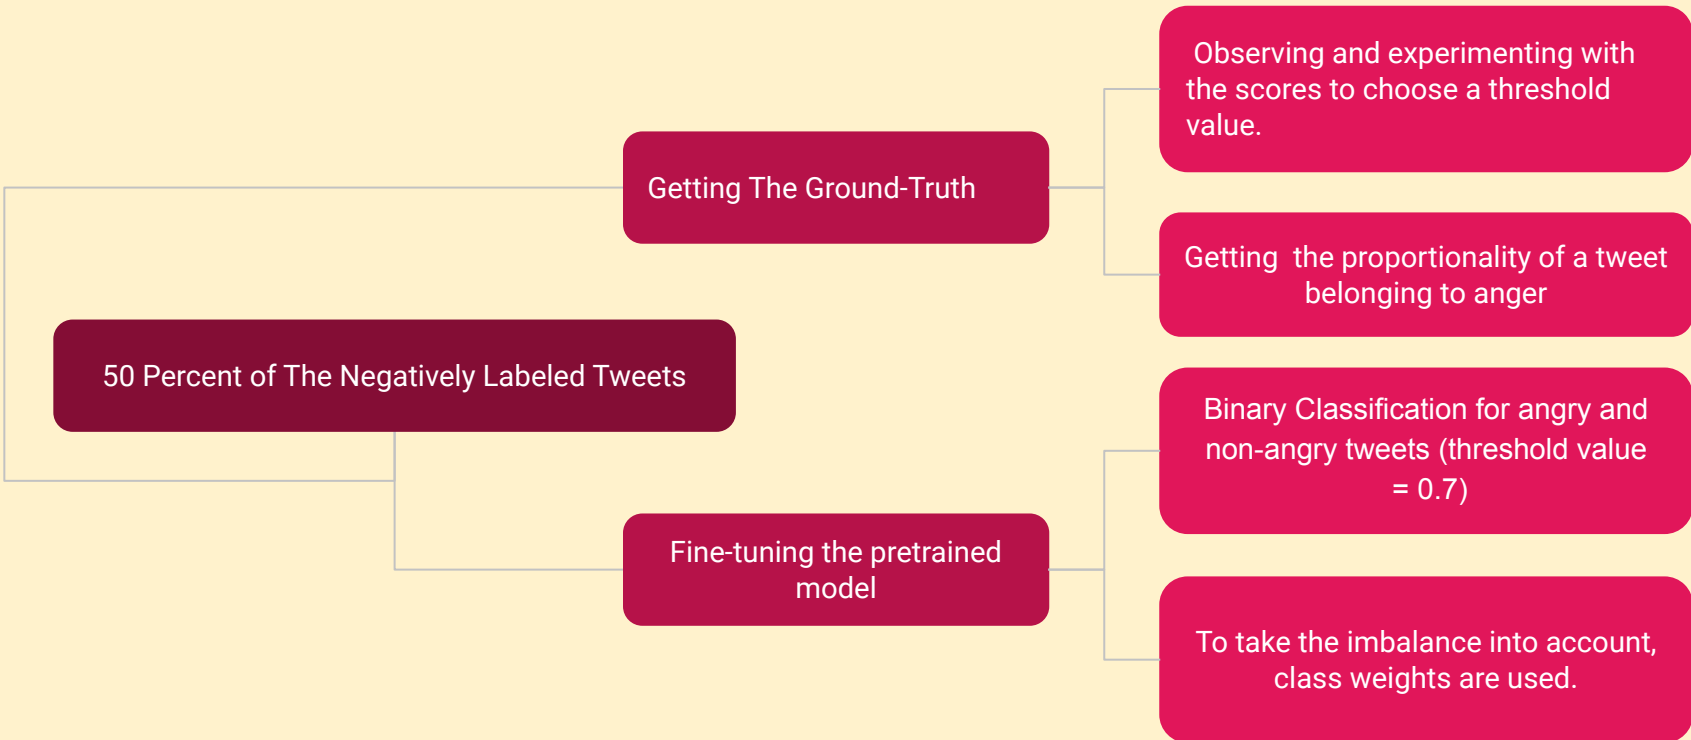 Observing and experimenting with
the scores to choose a threshold
value.
Getting The Ground-Truth
Getting  the proportionality of a tweet
belonging to anger
50 Percent of The Negatively Labeled Tweets
Binary Classification for angry and
non-angry tweets (threshold value
= 0.7)
Fine-tuning the pretrained
model
To take the imbalance into account,
class weights are used.